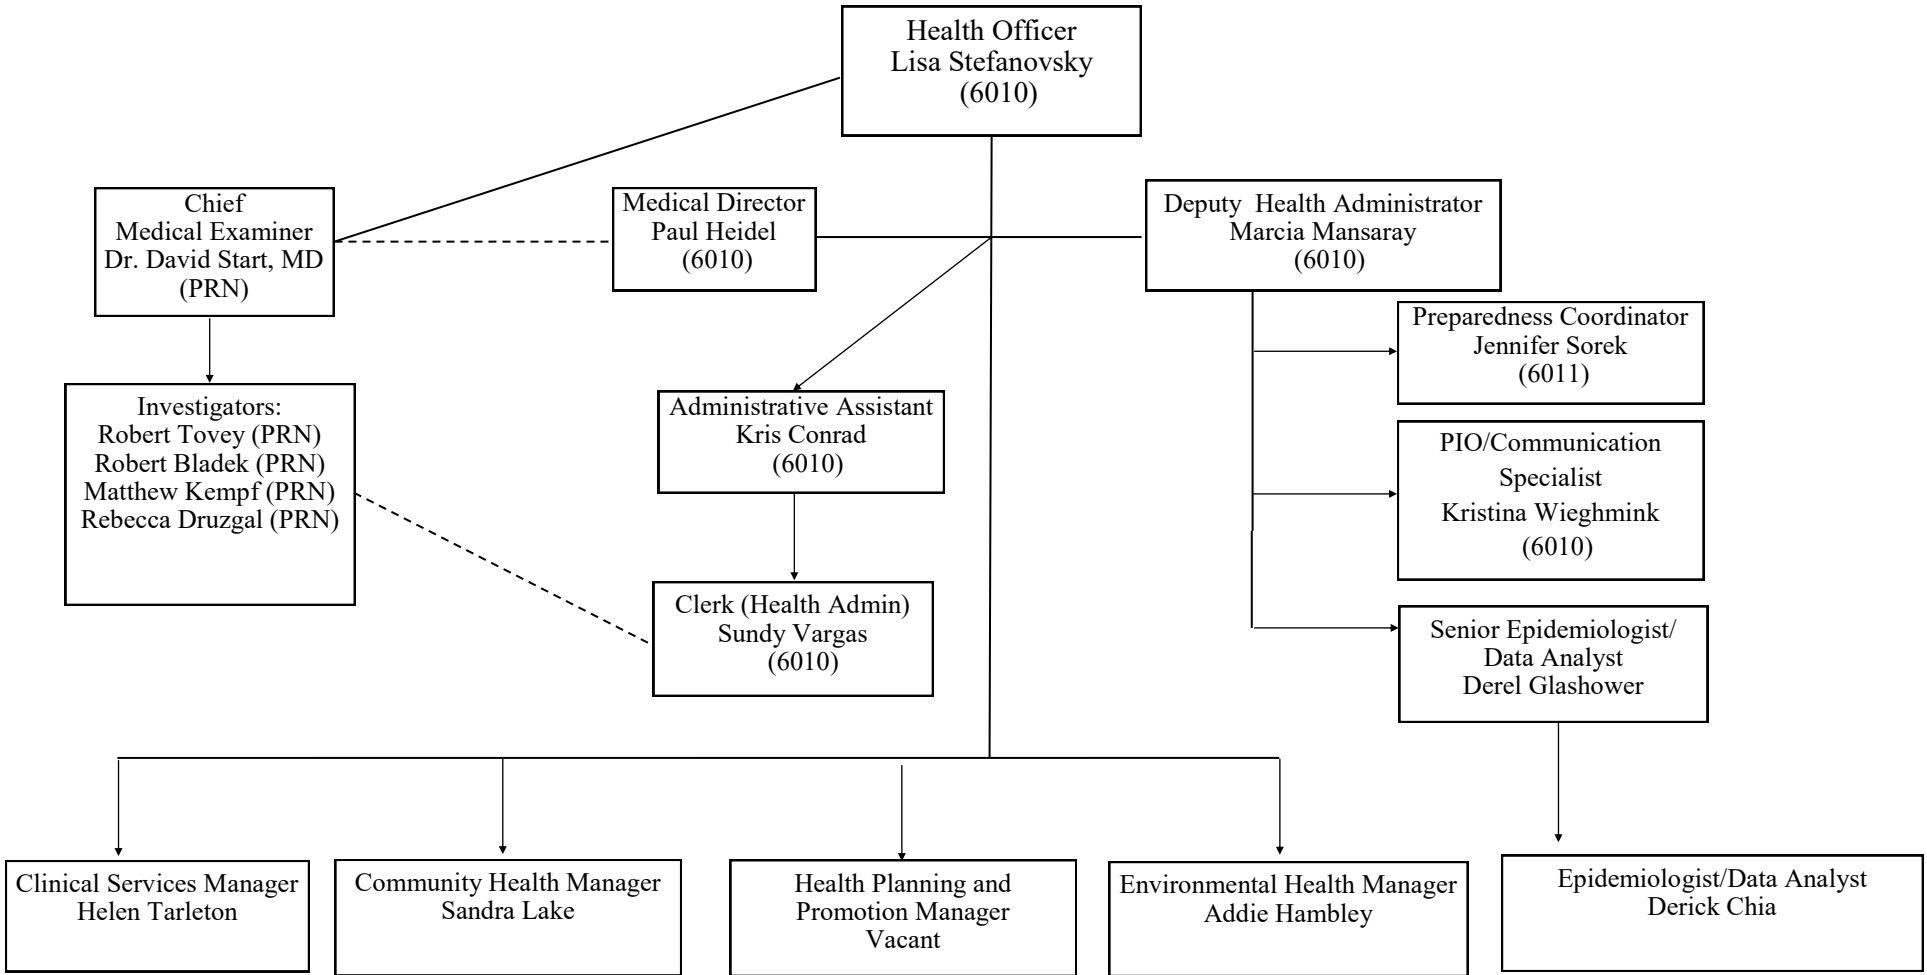 Health Officer
Lisa Stefanovsky
(6010)
Chief
Medical Examiner
Dr. David Start, MD
(PRN)
Medical Director
Paul Heidel
(6010)
Deputy  Health Administrator
Marcia Mansaray
(6010)
Preparedness Coordinator
Jennifer Sorek
(6011)
Investigators:
Robert Tovey (PRN)
Robert Bladek (PRN)
Matthew Kempf (PRN)
Rebecca Druzgal (PRN)
Administrative Assistant
Kris Conrad
(6010)
PIO/Communication
Specialist
Kristina Wieghmink
(6010)
Clerk (Health Admin)
Sundy Vargas
(6010)
Senior Epidemiologist/
Data Analyst
Derel Glashower
Clinical Services Manager
Helen Tarleton
Community Health Manager
Sandra Lake
Health Planning and
Promotion Manager
Vacant
Environmental Health Manager
Addie Hambley
Epidemiologist/Data Analyst
Derick Chia